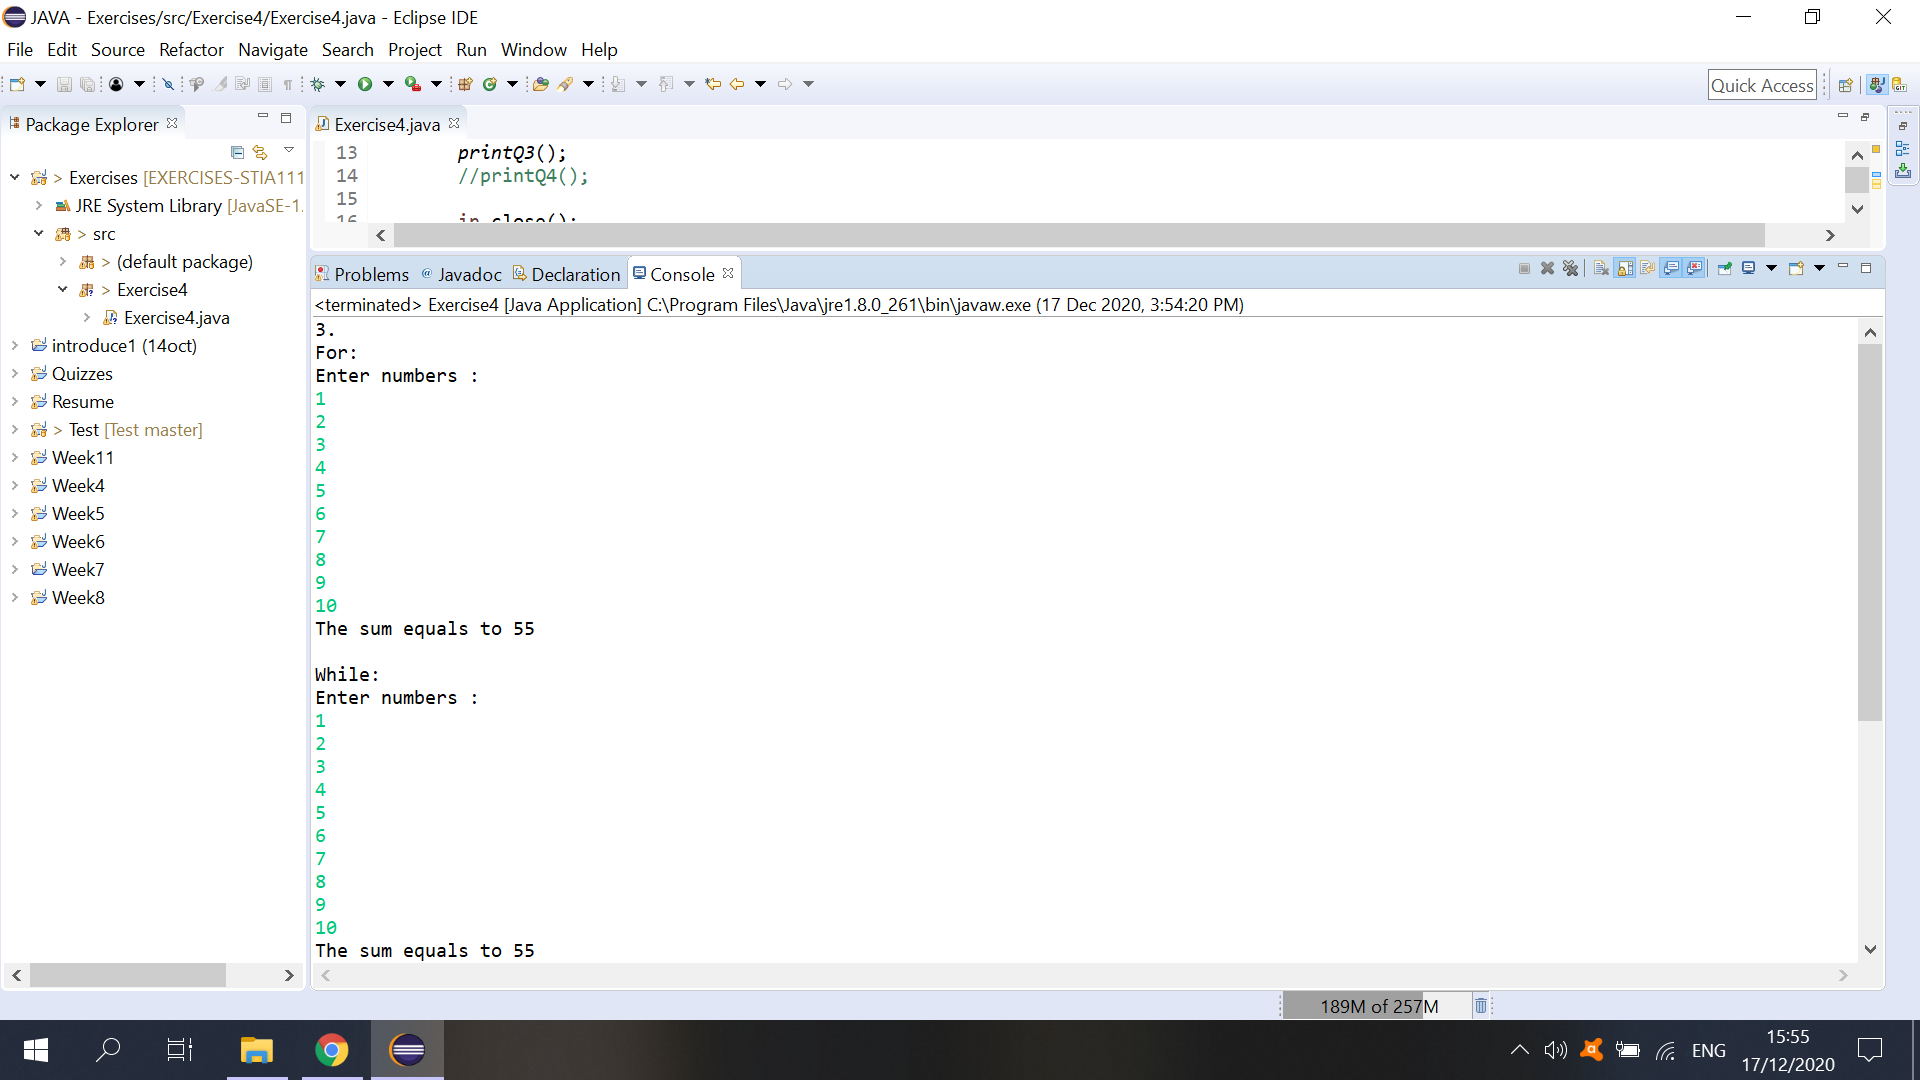 JAVA - Exercises/src/Exercise4/Exercise4.java - Eclipse IDE
File Edit Source Refactor Navigate Search Project Run Window Help
Quick Access
Package Explorer
Exercise4.java
> Exercises [EXERCISES-STIA111
JRE System Library [JavaSE-1.
> src
> (default package)
> Exercise4
Exercise4.java
introduce1 (14oct)
Quizzes
Resume
> Test [Test master]
Week11
Week4
Week5
Week6
Week7
Week8
13 printQ3();
14 //printQ4();
15
16 in.close();
Problems @ Javadoc Declaration Console
<terminated> Exercise4 [Java Application] C:\Program Files\Java\jre1.8.0_261\bin\javaw.exe (17 Dec 2020, 3:54:20 PM)
3.
For:
Enter numbers :
1
2
3
4
5
6
7
8
9
10
The sum equals to 55
While:
Enter numbers :
1
2
3
4
5
6
7
8
9
10
The sum equals to 55
189M of 257M
ENG
15:55
17/12/2020